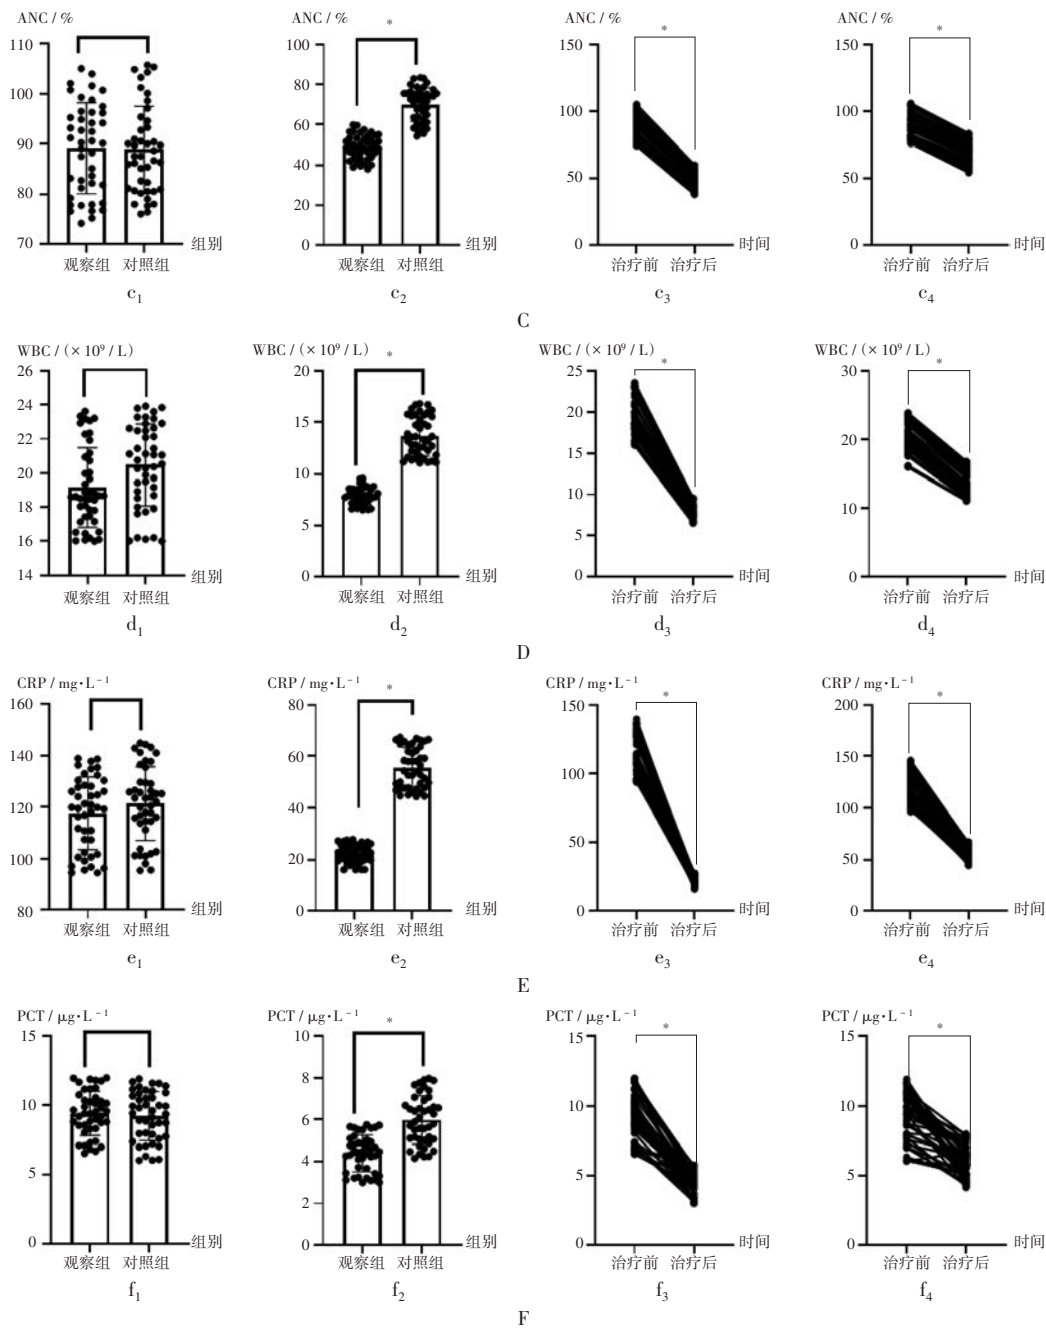 ANC / %
110
100
90
80
70
观察组 对照组
组别
c1
ANC / %
*
100
80
60
40
20
0
观察组 对照组
组别
c2
ANC / %
*
150
100
50
0
治疗前 治疗后
时间
c3
ANC / %
*
150
100
50
0
治疗前 治疗后
时间
c4
C
WBC / (× 10⁹ / L)
26
24
22
20
18
16
14
观察组 对照组
组别
d1
WBC / (× 10⁹ / L)
*
20
15
10
5
0
观察组 对照组
组别
d2
WBC / (× 10⁹ / L)
*
25
20
15
10
5
0
治疗前 治疗后
时间
d3
WBC / (× 10⁹ / L)
*
30
20
10
0
治疗前 治疗后
时间
d4
D
CRP / mg·L⁻¹
160
140
120
100
80
观察组 对照组
组别
e1
CRP / mg·L⁻¹
*
80
60
40
20
0
观察组 对照组
组别
e2
CRP / mg·L⁻¹
*
150
100
50
0
治疗前 治疗后
时间
e3
CRP / mg·L⁻¹
*
200
150
100
50
0
治疗前 治疗后
时间
e4
E
PCT / μg·L⁻¹
15
10
5
0
观察组 对照组
组别
f1
PCT / μg·L⁻¹
*
10
8
6
4
2
0
观察组 对照组
组别
f2
PCT / μg·L⁻¹
*
15
10
5
0
治疗前 治疗后
时间
f3
PCT / μg·L⁻¹
*
15
10
5
0
治疗前 治疗后
时间
f4
F